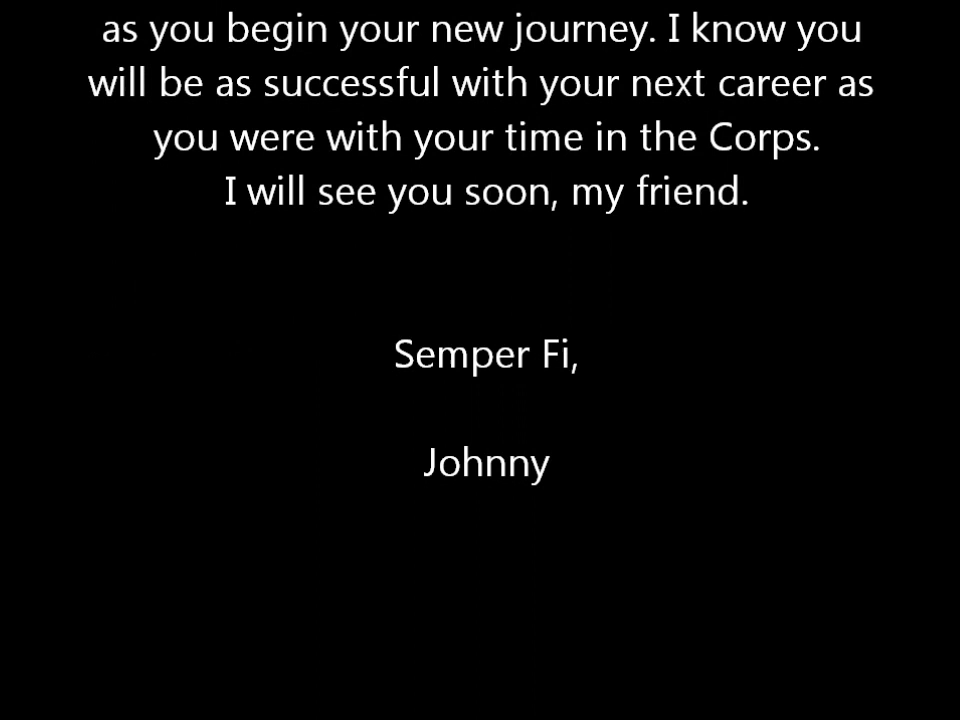 as you begin your new journey. I know you
will be as successful with your next career as
you were with your time in the Corps.
I will see you soon, my friend.
Semper Fi,
Johnny